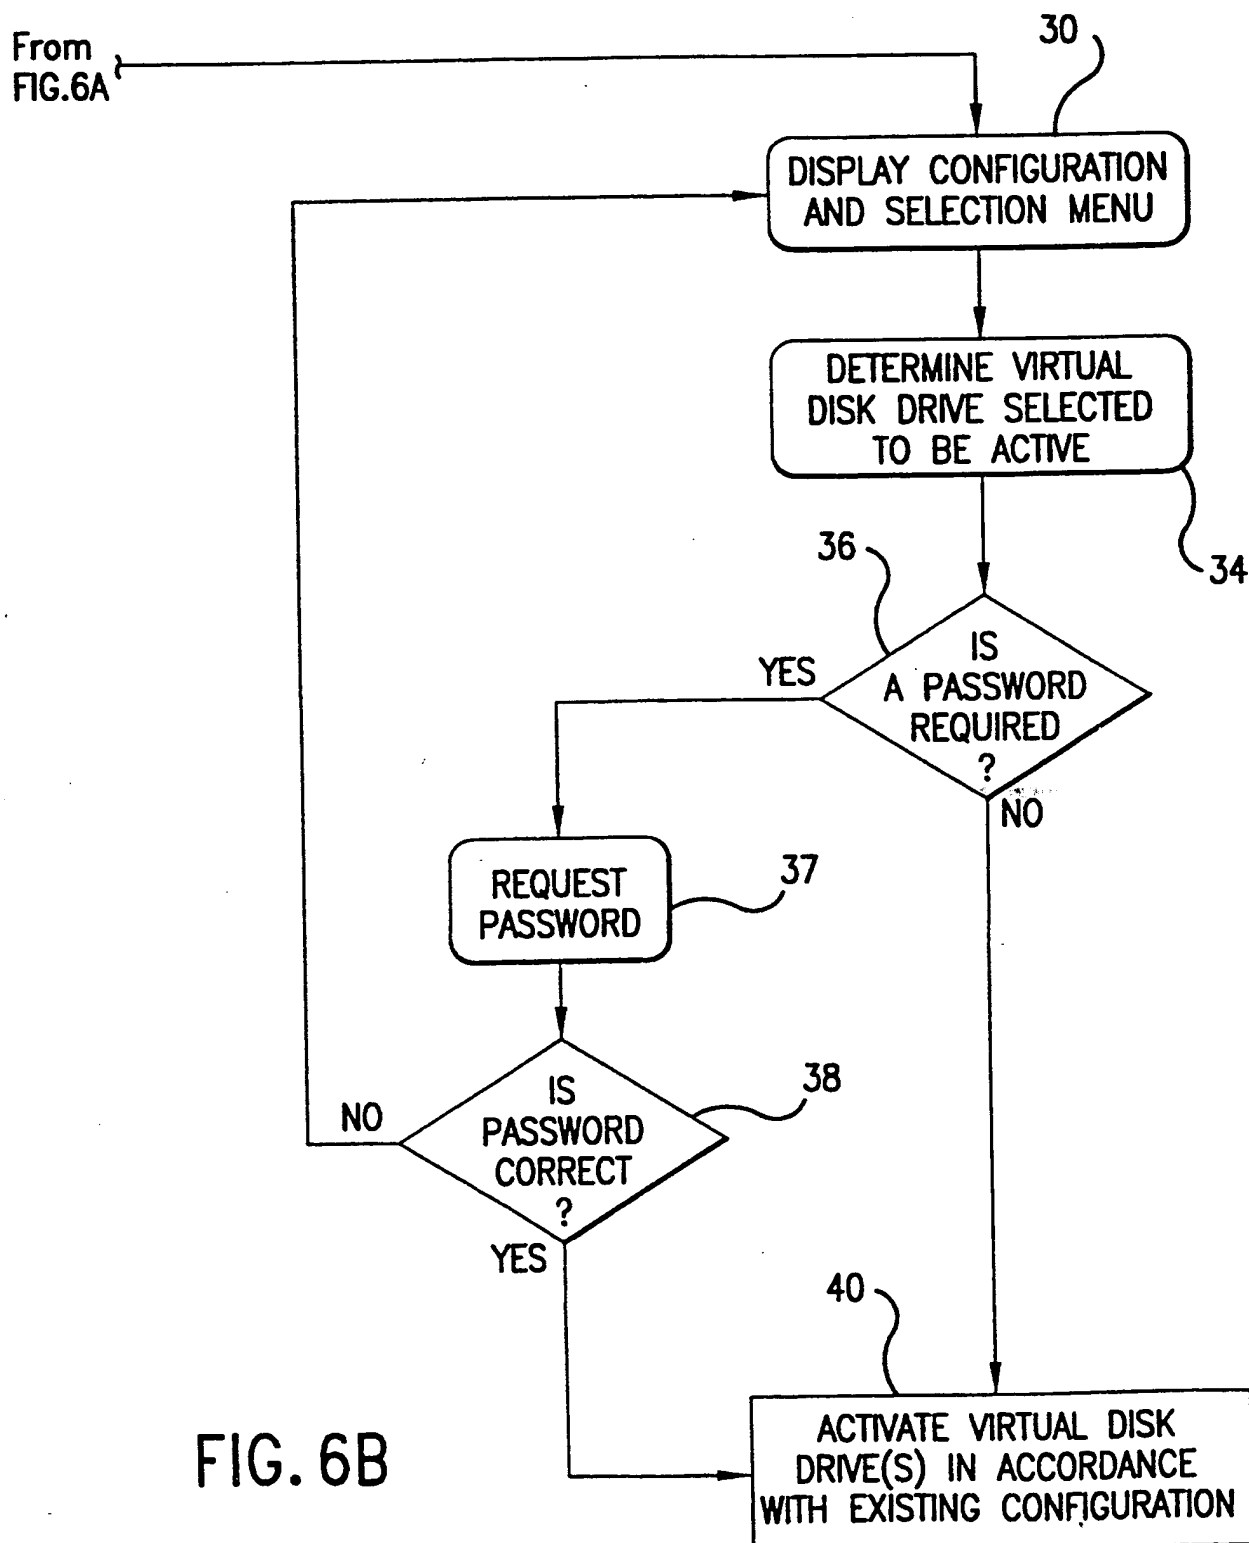 From
FIG.6A
30
DISPLAY CONFIGURATION
AND SELECTION MENU
DETERMINE VIRTUAL
DISK DRIVE SELECTED
TO BE ACTIVE
34
36
IS
A PASSWORD
REQUIRED
?
YES
NO
REQUEST
PASSWORD
37
IS
PASSWORD
CORRECT
?
38
NO
YES
40
ACTIVATE VIRTUAL DISK
DRIVE(S) IN ACCORDANCE
WITH EXISTING CONFIGURATION
FIG. 6B